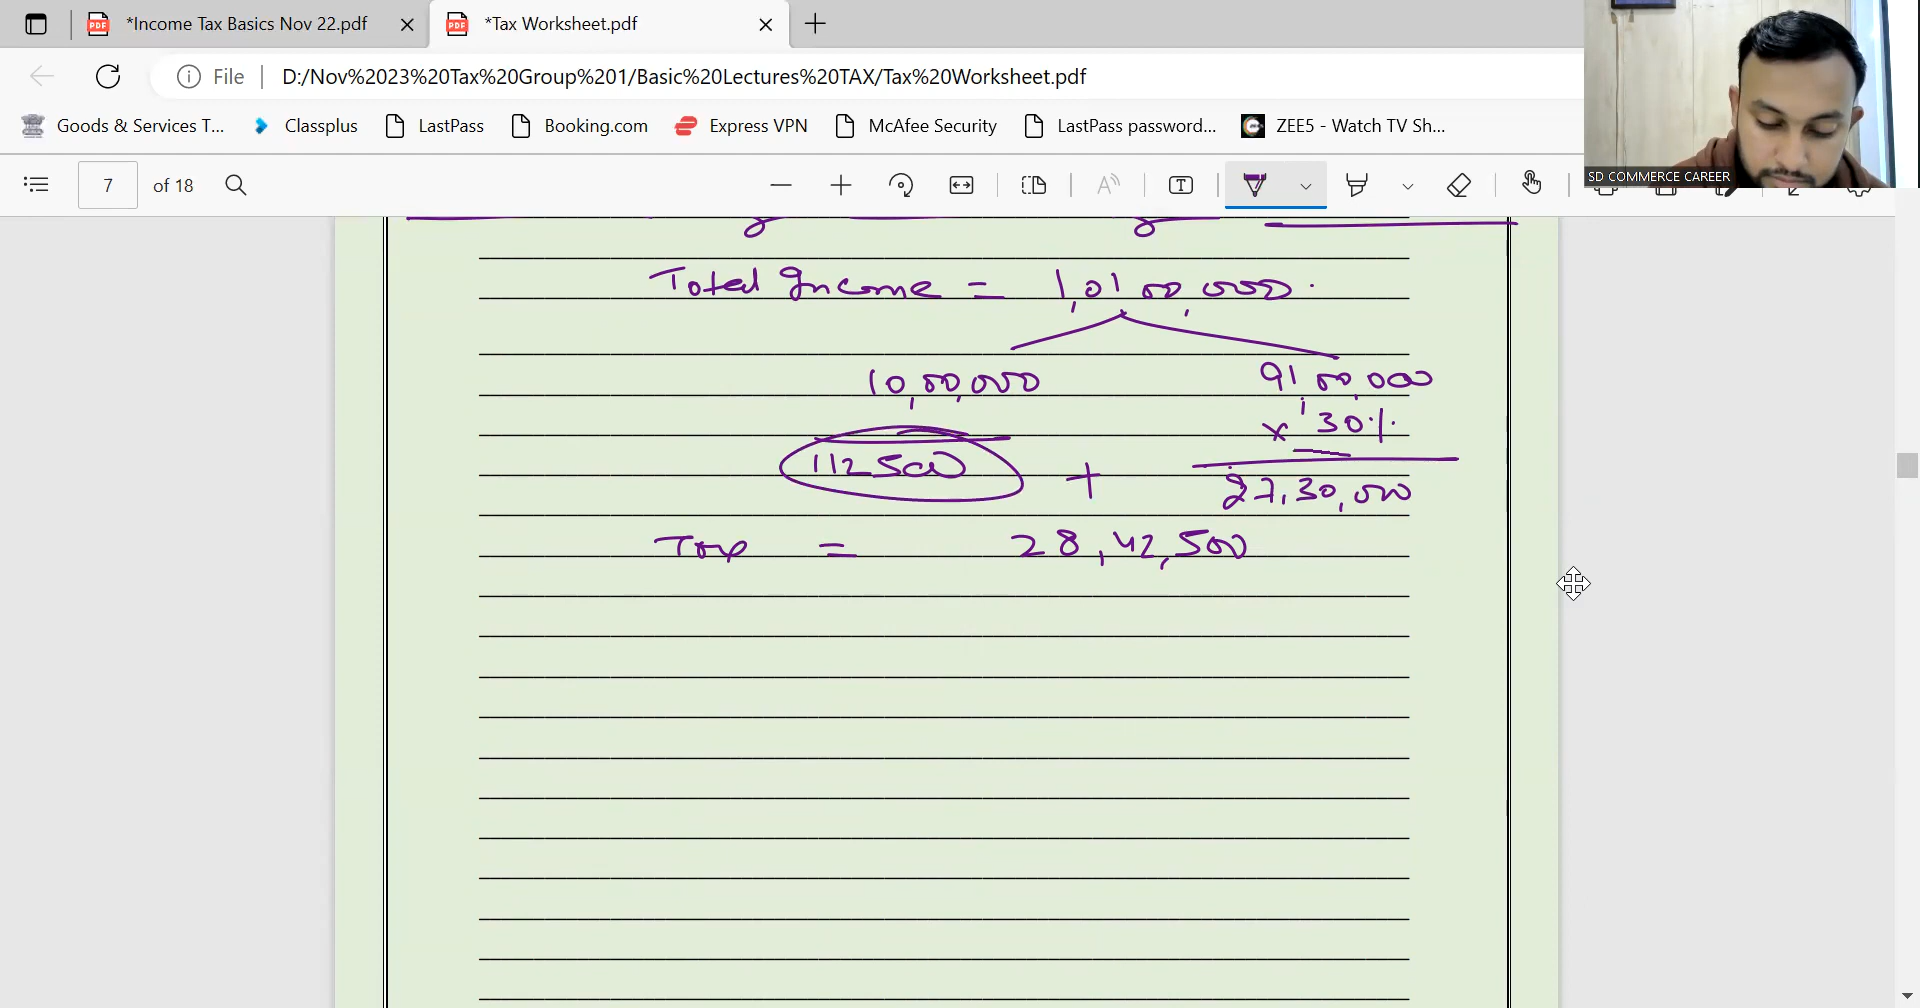 *Income Tax Basics Nov 22.pdf
*Tax Worksheet.pdf
File D:/Nov%2023%20Tax%20Group%201/Basic%20Lectures%20TAX/Tax%20Worksheet.pdf
Goods & Services T... Classplus LastPass Booking.com Express VPN McAfee Security LastPass password... ZEE5 - Watch TV Sh...
7 of 18
SD COMMERCE CAREER
Total Income = 1,01,00,000.
10,00,000 91,00,000
x 30%
112500 + 27,30,000
Tax = 28,42,500